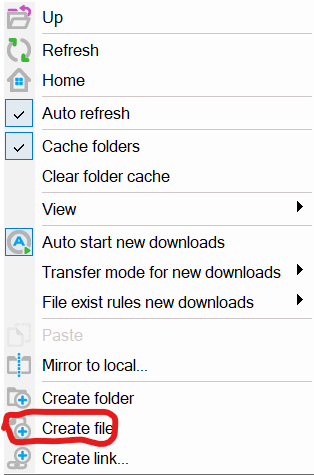 Up
Refresh
Home
Auto refresh
Cache folders
Clear folder cache
View
Auto start new downloads
Transfer mode for new downloads
File exist rules new downloads
Paste
Mirror to local...
Create folder
Create file
Create link...